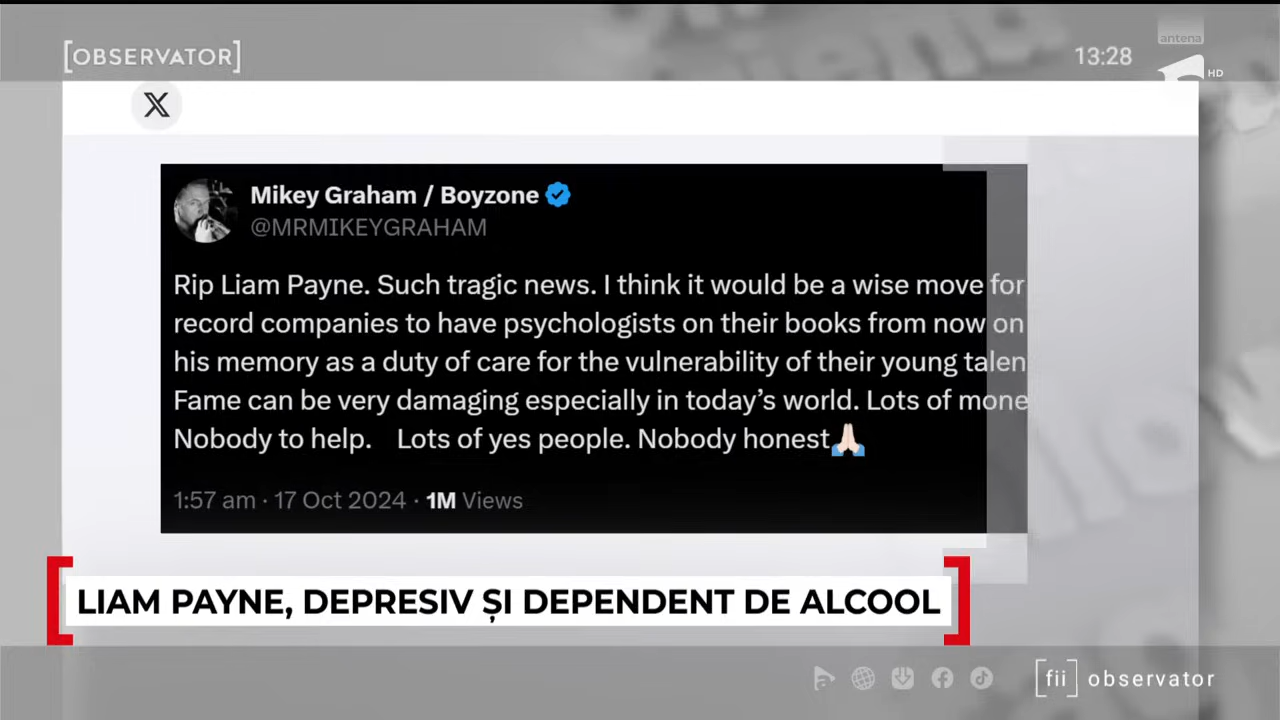 [OBSERVATOR]
13:28
antena
HD
X
Mikey Graham / Boyzone
@MRMIKEYGRAHAM
Rip Liam Payne. Such tragic news. I think it would be a wise move for
record companies to have psychologists on their books from now on
his memory as a duty of care for the vulnerability of their young talen
Fame can be very damaging especially in today’s world. Lots of mone
Nobody to help. Lots of yes people. Nobody honest🙏🏻
1:57 am · 17 Oct 2024 · 1M Views
LIAM PAYNE, DEPRESIV ȘI DEPENDENT DE ALCOOL
[fii] observator